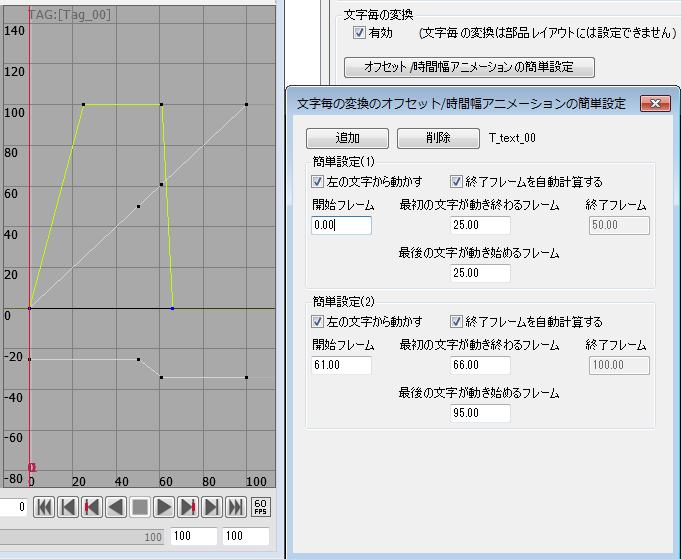 TAG:[Tag_00]
140
120
100
80
60
40
20
0
-20
-40
-60
-80
0 20 40 60 80 100
0
60
FPS
100 100 100
文字毎の変換
有効 (文字毎の変換は部品レイアウトには設定できません)
オフセット/時間幅アニメーションの簡単設定
文字毎の変換のオフセット/時間幅アニメーションの簡単設定
追加 削除 T_text_00
簡単設定(1)
左の文字から動かす 終了フレームを自動計算する
開始フレーム 最初の文字が動き終わるフレーム 終了フレーム
0.00 25.00 50.00
最後の文字が動き始めるフレーム
25.00
簡単設定(2)
左の文字から動かす 終了フレームを自動計算する
開始フレーム 最初の文字が動き終わるフレーム 終了フレーム
61.00 66.00 100.00
最後の文字が動き始めるフレーム
95.00